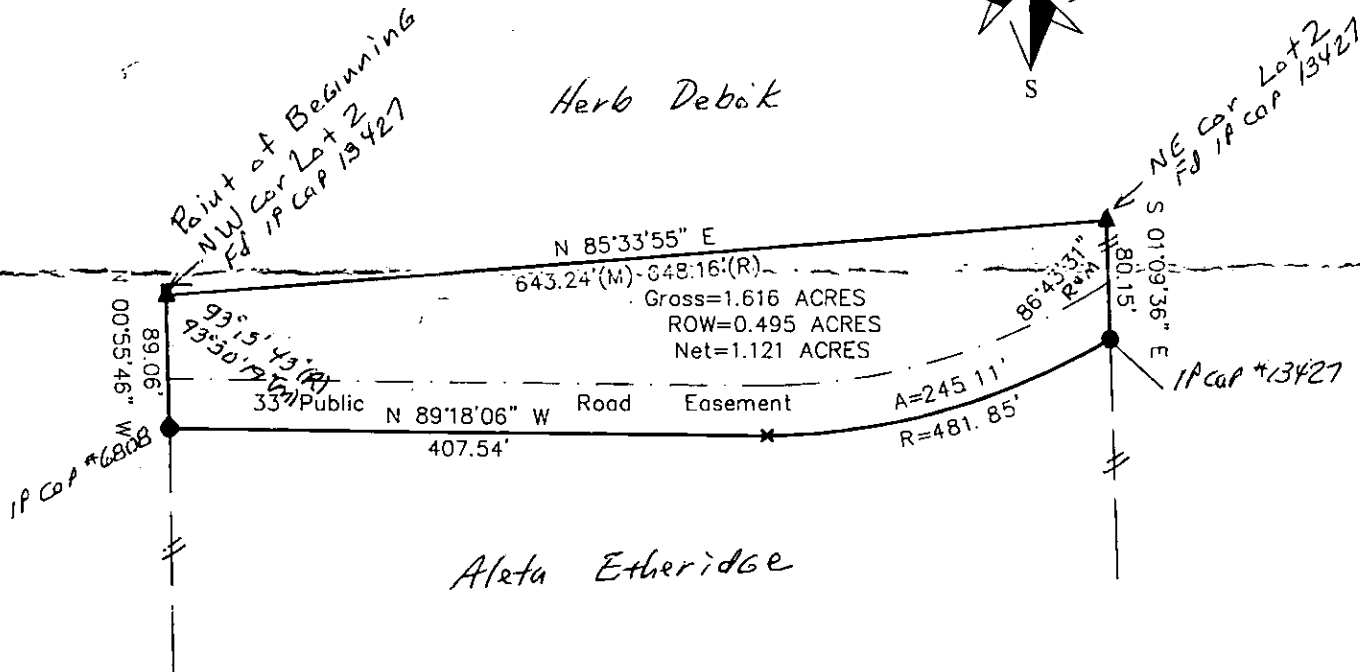 S
Herb Debok
Point of Beginning
NW cor Lot 2
Fd IP cap 13427
NE cor Lot 2
Fd IP cap 13427
N 85°33'55" E
643.24'(M)-648.16'(R)
Gross=1.616 ACRES
ROW=0.495 ACRES
Net=1.121 ACRES
N 00°55'46" W
89.06'
93°15'43"(R)
93°30'19"(M)
86°43'31"
R&M
80.15'
S 01°09'36" E
33' Public Road Easement
N 89°18'06" W
407.54'
A=245.11'
R=481.85'
IP cap #13427
IP cap #6808
Aleta Etheridge